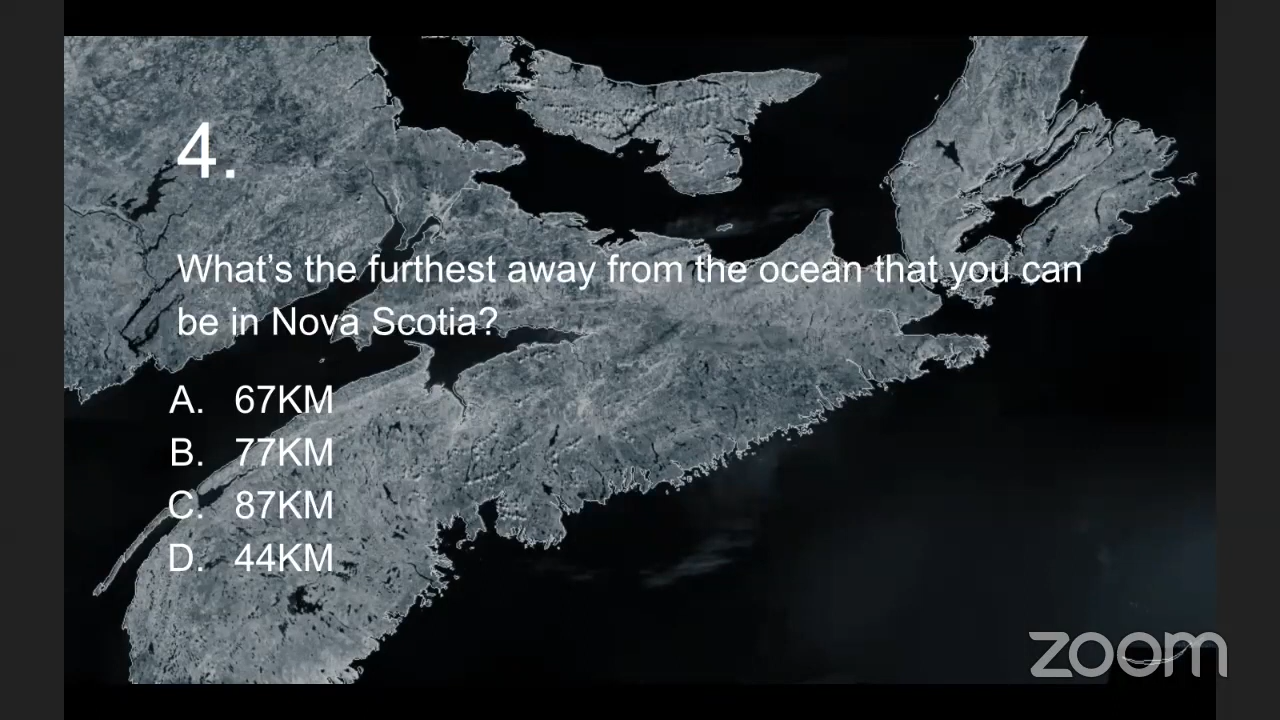 4.
What's the furthest away from the ocean that you can
be in Nova Scotia?
A. 67KM
B. 77KM
C. 87KM
D. 44KM
zoom